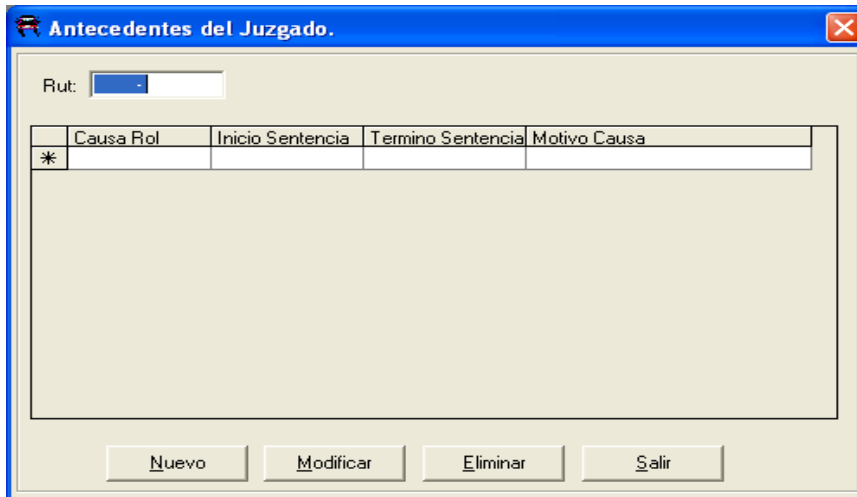 Antecedentes del Juzgado.
Rut: -
Causa Rol Inicio Sentencia Termino Sentencia Motivo Causa
*
Nuevo Modificar Eliminar Salir